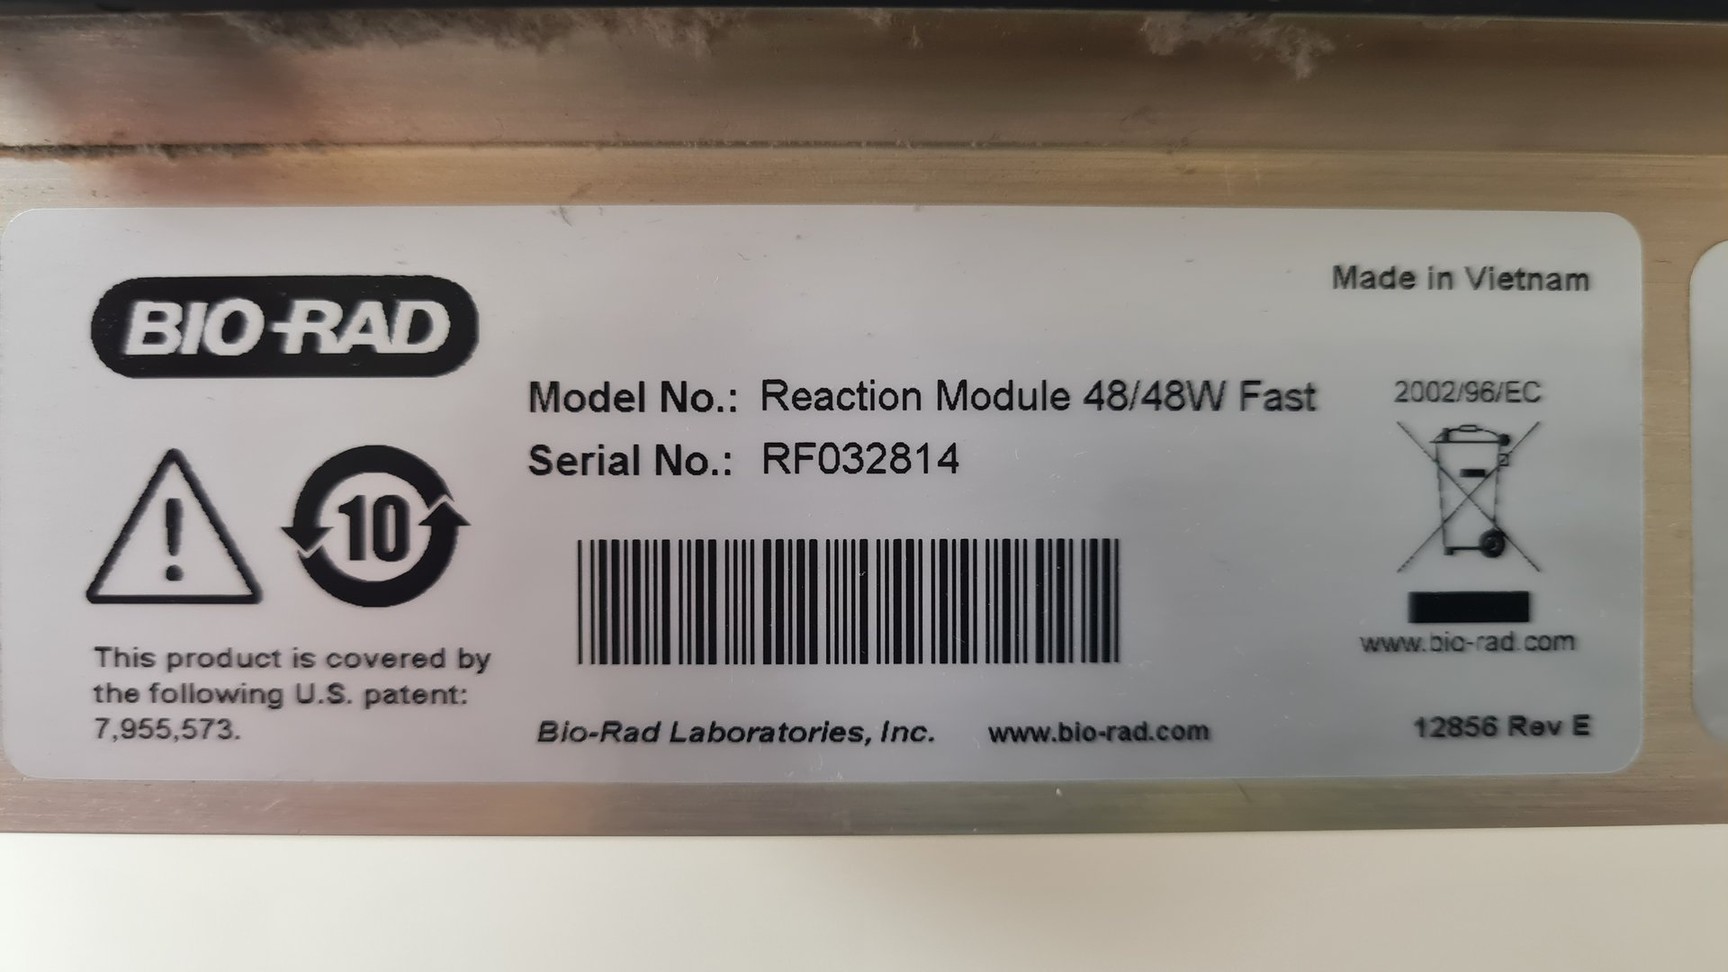 BIO-RAD
Made in Vietnam
Model No.: Reaction Module 48/48W Fast
Serial No.: RF032814
2002/96/EC
10
This product is covered by
the following U.S. patent:
7,955,573.
www.bio-rad.com
Bio-Rad Laboratories, Inc. www.bio-rad.com
12856 Rev E